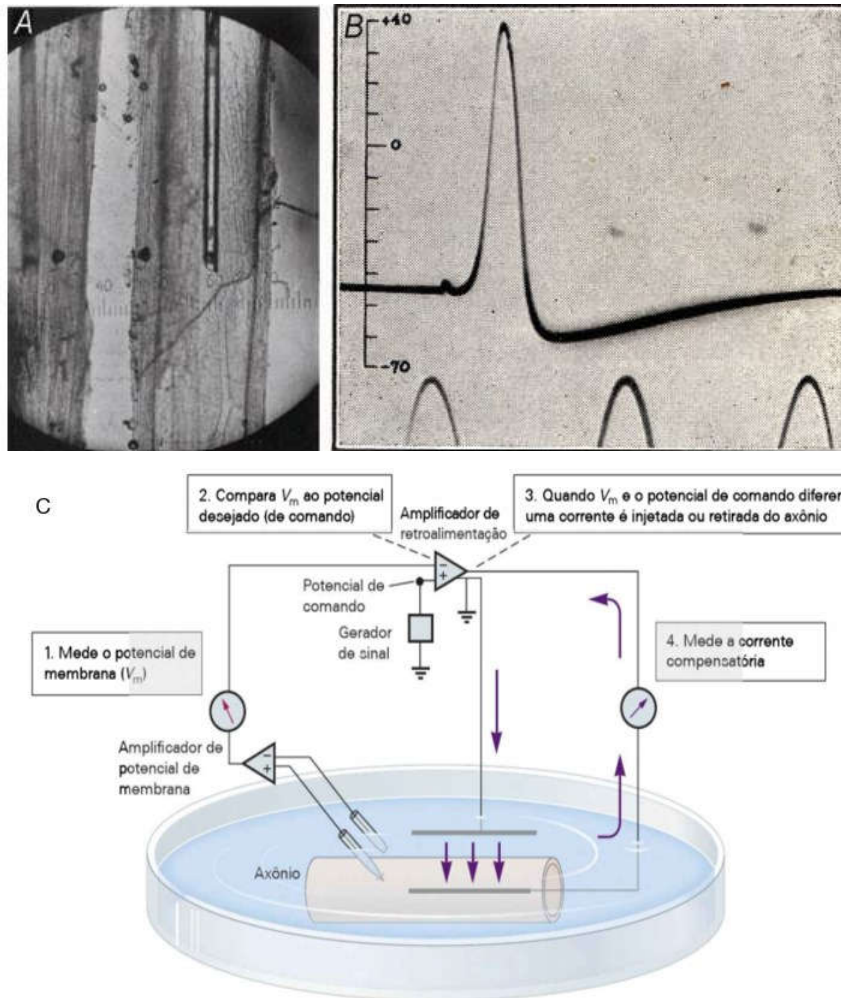 A
B
+40
0
-70
C
2. Compara Vm ao potencial
desejado (de comando)
Amplificador de
retroalimentação
3. Quando Vm e o potencial de comando diferem
uma corrente é injetada ou retirada do axônio
Potencial de
comando
Gerador
de sinal
1. Mede o potencial de
membrana (Vm)
4. Mede a corrente
compensatória
Amplificador de
potencial de
membrana
Axônio